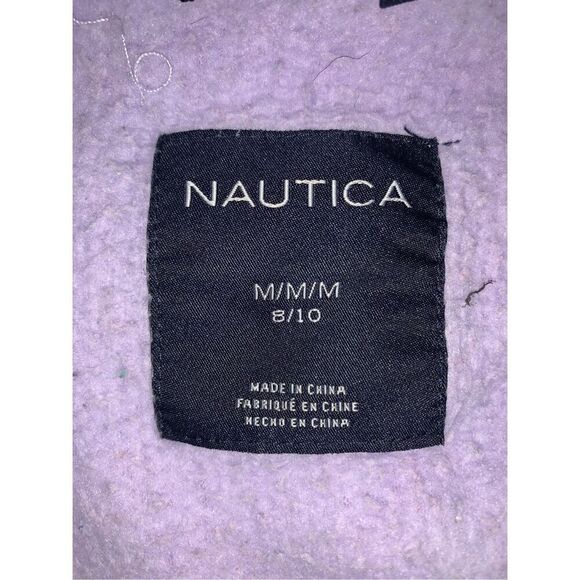 NAUTICA
M/M/M
8/10
MADE IN CHINA
FABRIQUÉ EN CHINE
HECHO EN CHINA